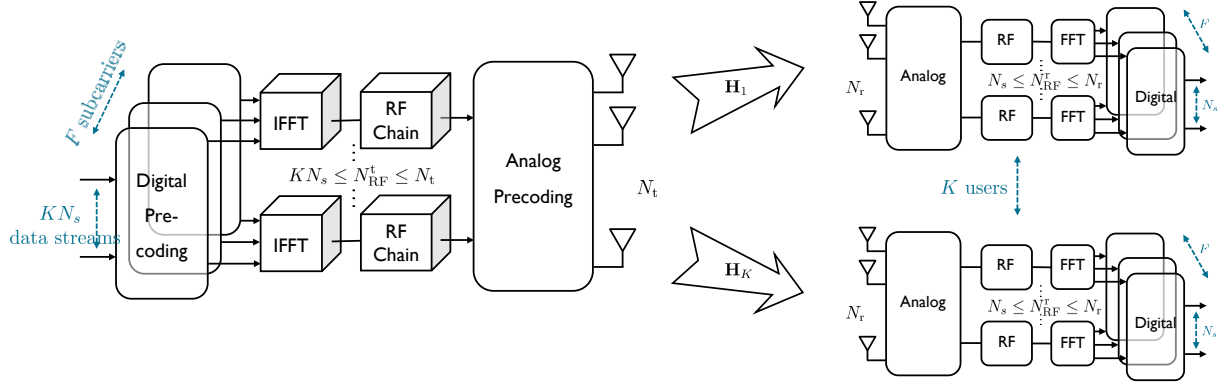 F subcarriers
KN_s
data streams
Digital
Pre-
coding
IFFT
RF
Chain
KN_s ≤ N_RF^t ≤ N_t
IFFT
RF
Chain
Analog
Precoding
N_t
H_1
H_K
K users
N_r
Analog
RF
FFT
N_s ≤ N_RF^r ≤ N_r
RF
FFT
Digital
F
N_s
N_r
Analog
RF
FFT
N_s ≤ N_RF^r ≤ N_r
RF
FFT
Digital
F
N_s